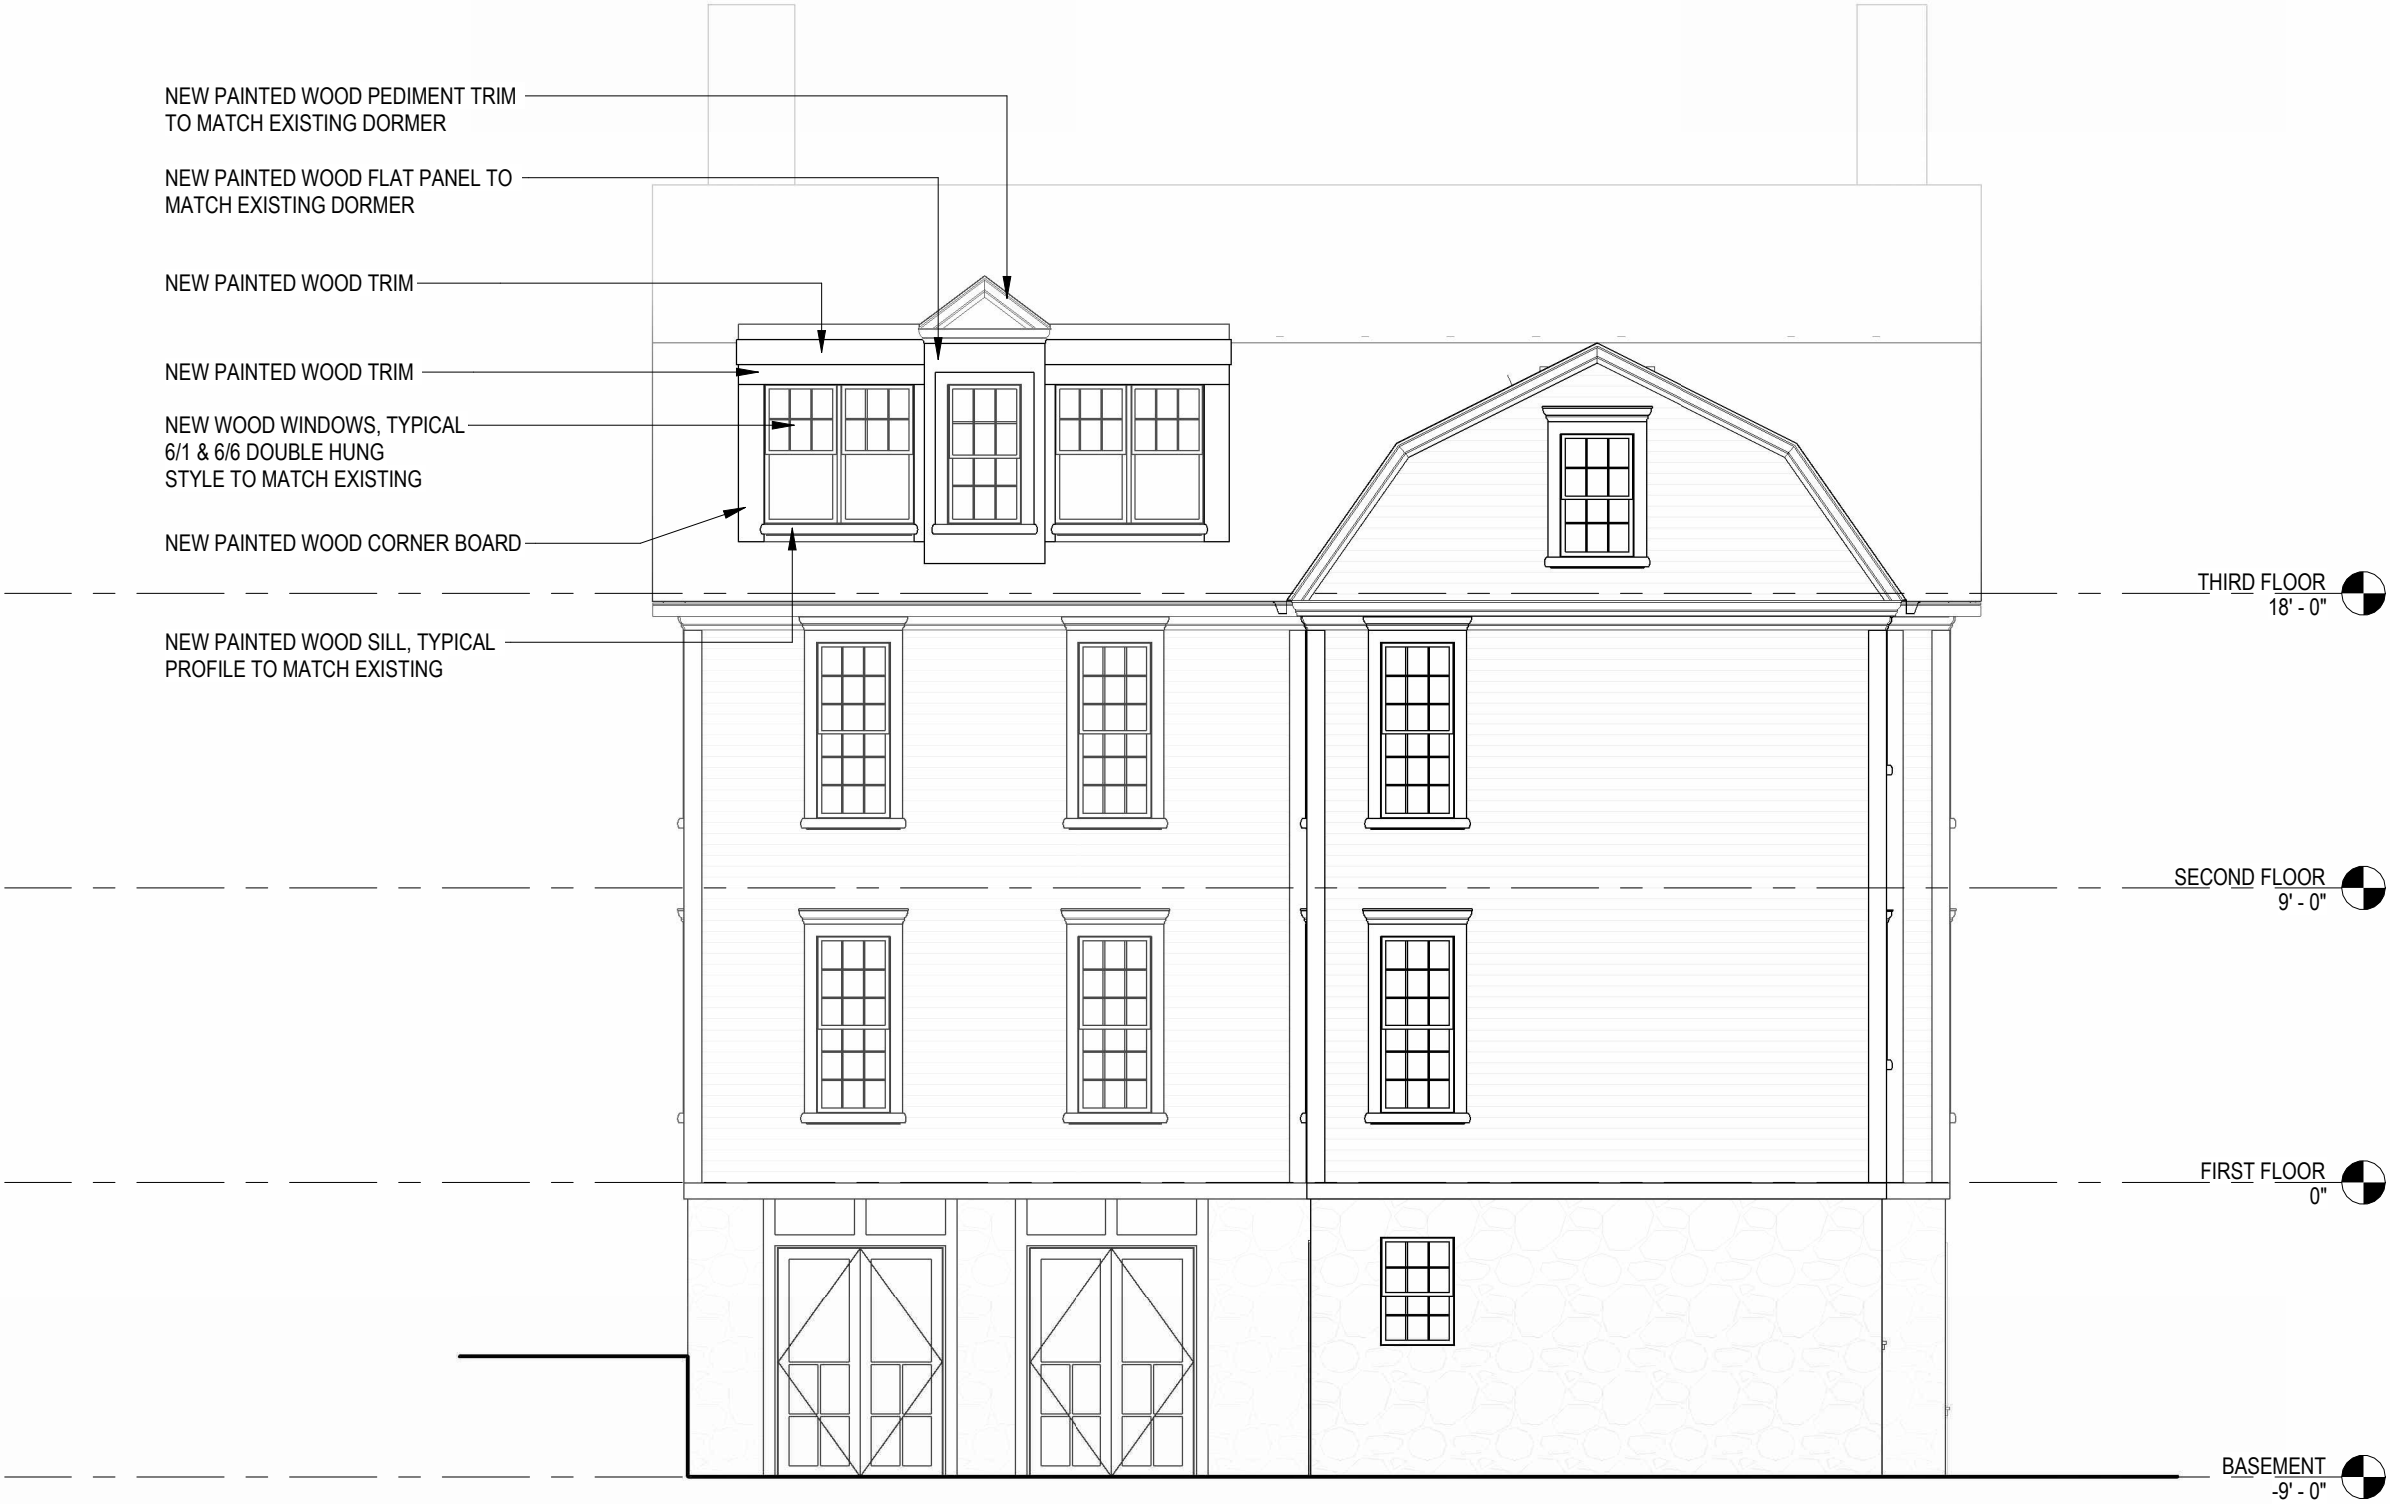 NEW PAINTED WOOD PEDIMENT TRIM
TO MATCH EXISTING DORMER
NEW PAINTED WOOD FLAT PANEL TO
MATCH EXISTING DORMER
NEW PAINTED WOOD TRIM
NEW PAINTED WOOD TRIM
NEW WOOD WINDOWS, TYPICAL
6/1 & 6/6 DOUBLE HUNG
STYLE TO MATCH EXISTING
NEW PAINTED WOOD CORNER BOARD
NEW PAINTED WOOD SILL, TYPICAL
PROFILE TO MATCH EXISTING
THIRD FLOOR
18' - 0"
SECOND FLOOR
9' - 0"
FIRST FLOOR
0"
BASEMENT
-9' - 0"